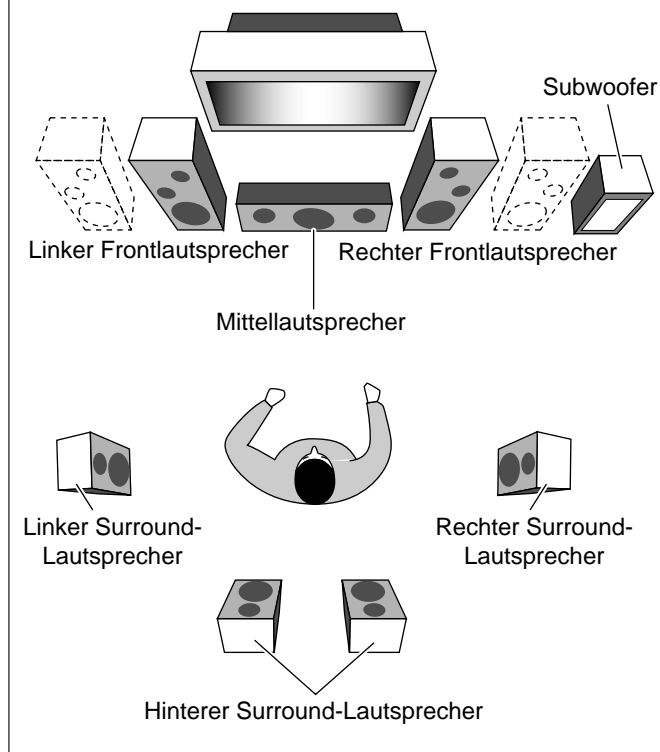 Subwoofer
Linker Frontlautsprecher
Rechter Frontlautsprecher
Mittellautsprecher
Linker Surround-
Lautsprecher
Rechter Surround-
Lautsprecher
Hinterer Surround-Lautsprecher